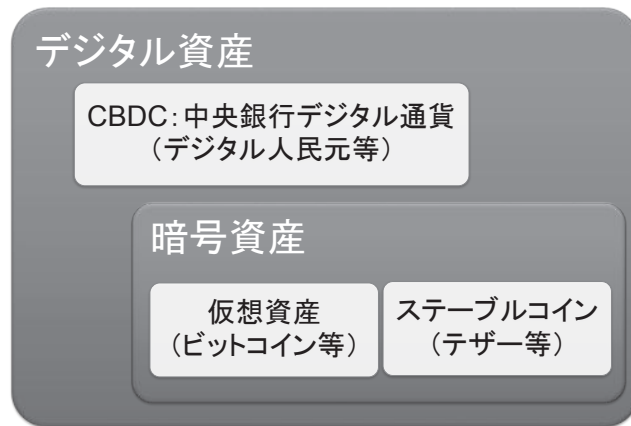 デジタル資産
CBDC：中央銀行デジタル通貨
（デジタル人民元等）
暗号資産
仮想資産
（ビットコイン等）
ステーブルコイン
（テザー等）